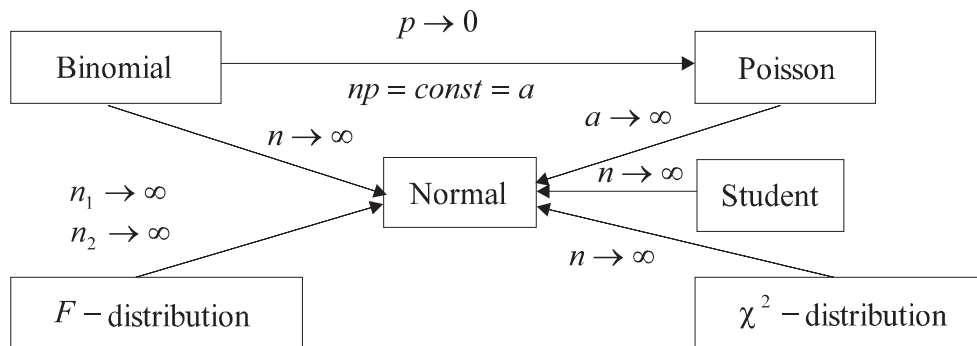 p → 0
Binomial
Poisson
np = const = a
n → ∞
a → ∞
n₁ → ∞
n₂ → ∞
Normal
n → ∞
Student
n → ∞
F – distribution
χ² – distribution